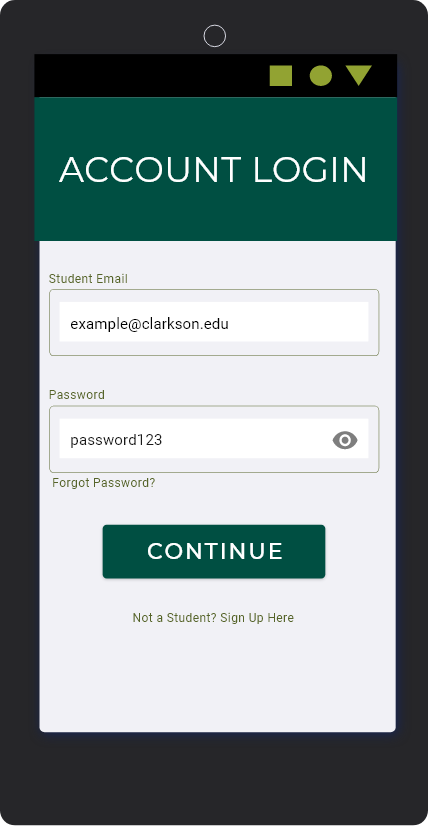 ACCOUNT LOGIN
Student Email
example@clarkson.edu
Password
password123
Forgot Password?
CONTINUE
Not a Student? Sign Up Here